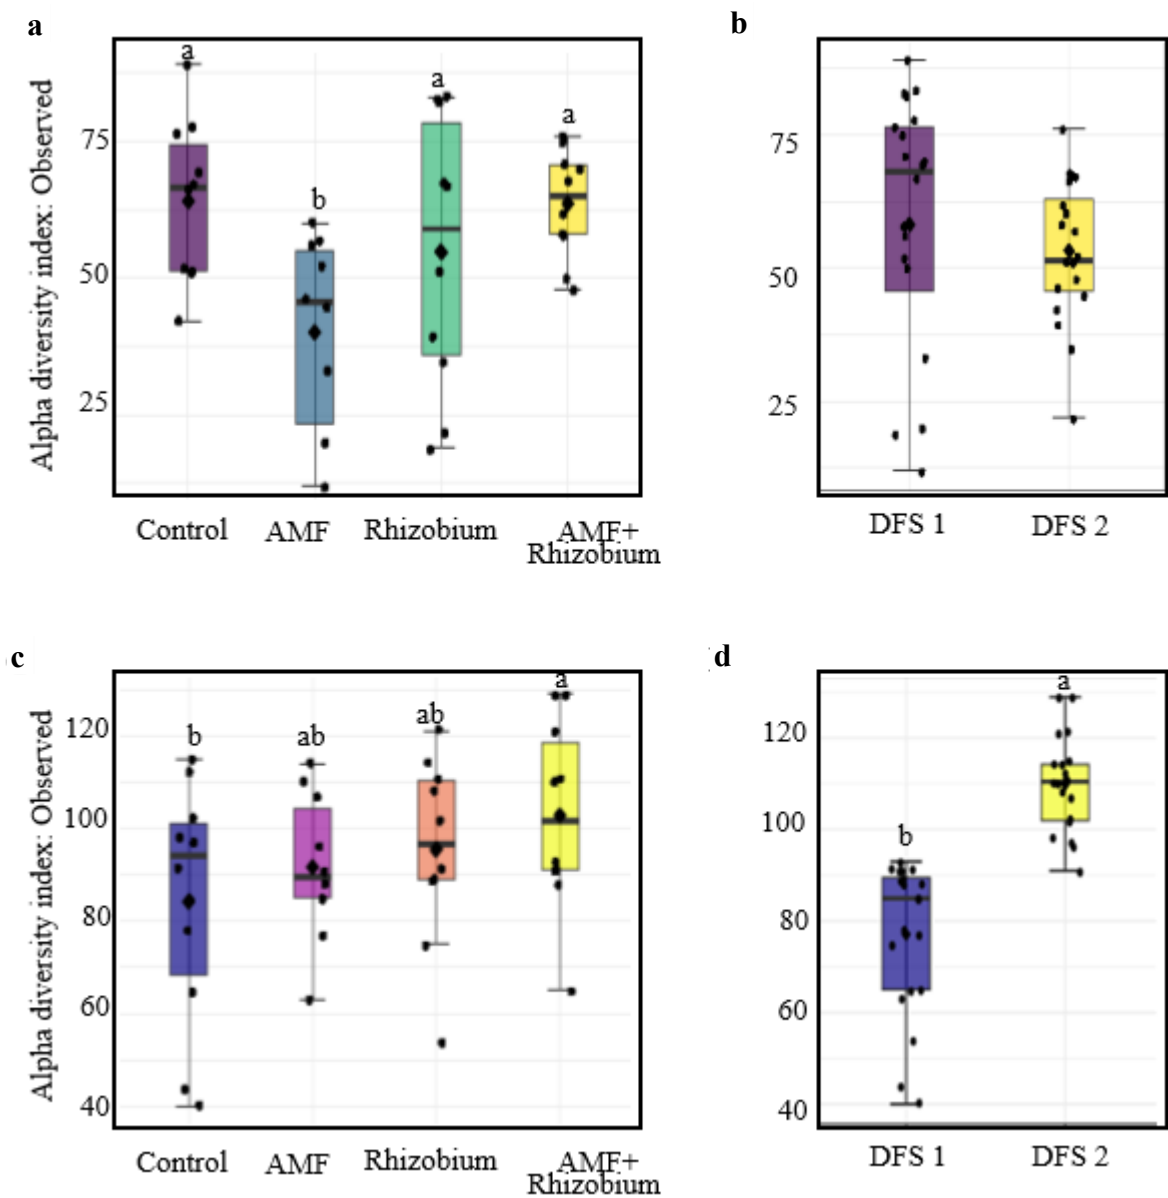 a
Alpha diversity index: Observed
75
50
25
a
b
a
a
Control
AMF
Rhizobium
AMF+
Rhizobium
b
75
50
25
DFS 1
DFS 2
c
Alpha diversity index: Observed
120
100
80
60
40
b
ab
ab
a
Control
AMF
Rhizobium
AMF+
Rhizobium
d
120
100
80
60
40
b
a
DFS 1
DFS 2